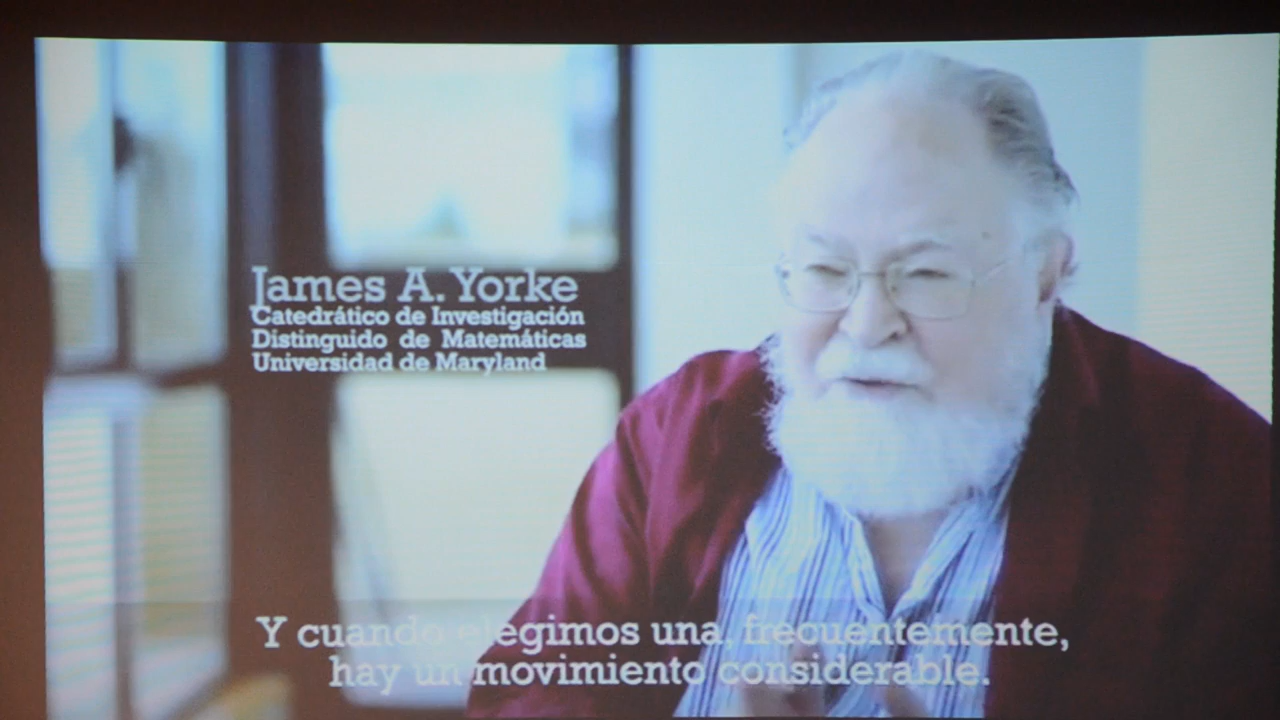 James A. Yorke
Catedrático de Investigación
Distinguido de Matemáticas
Universidad de Maryland
Y cuando elegimos una, frecuentemente,
hay un movimiento considerable.